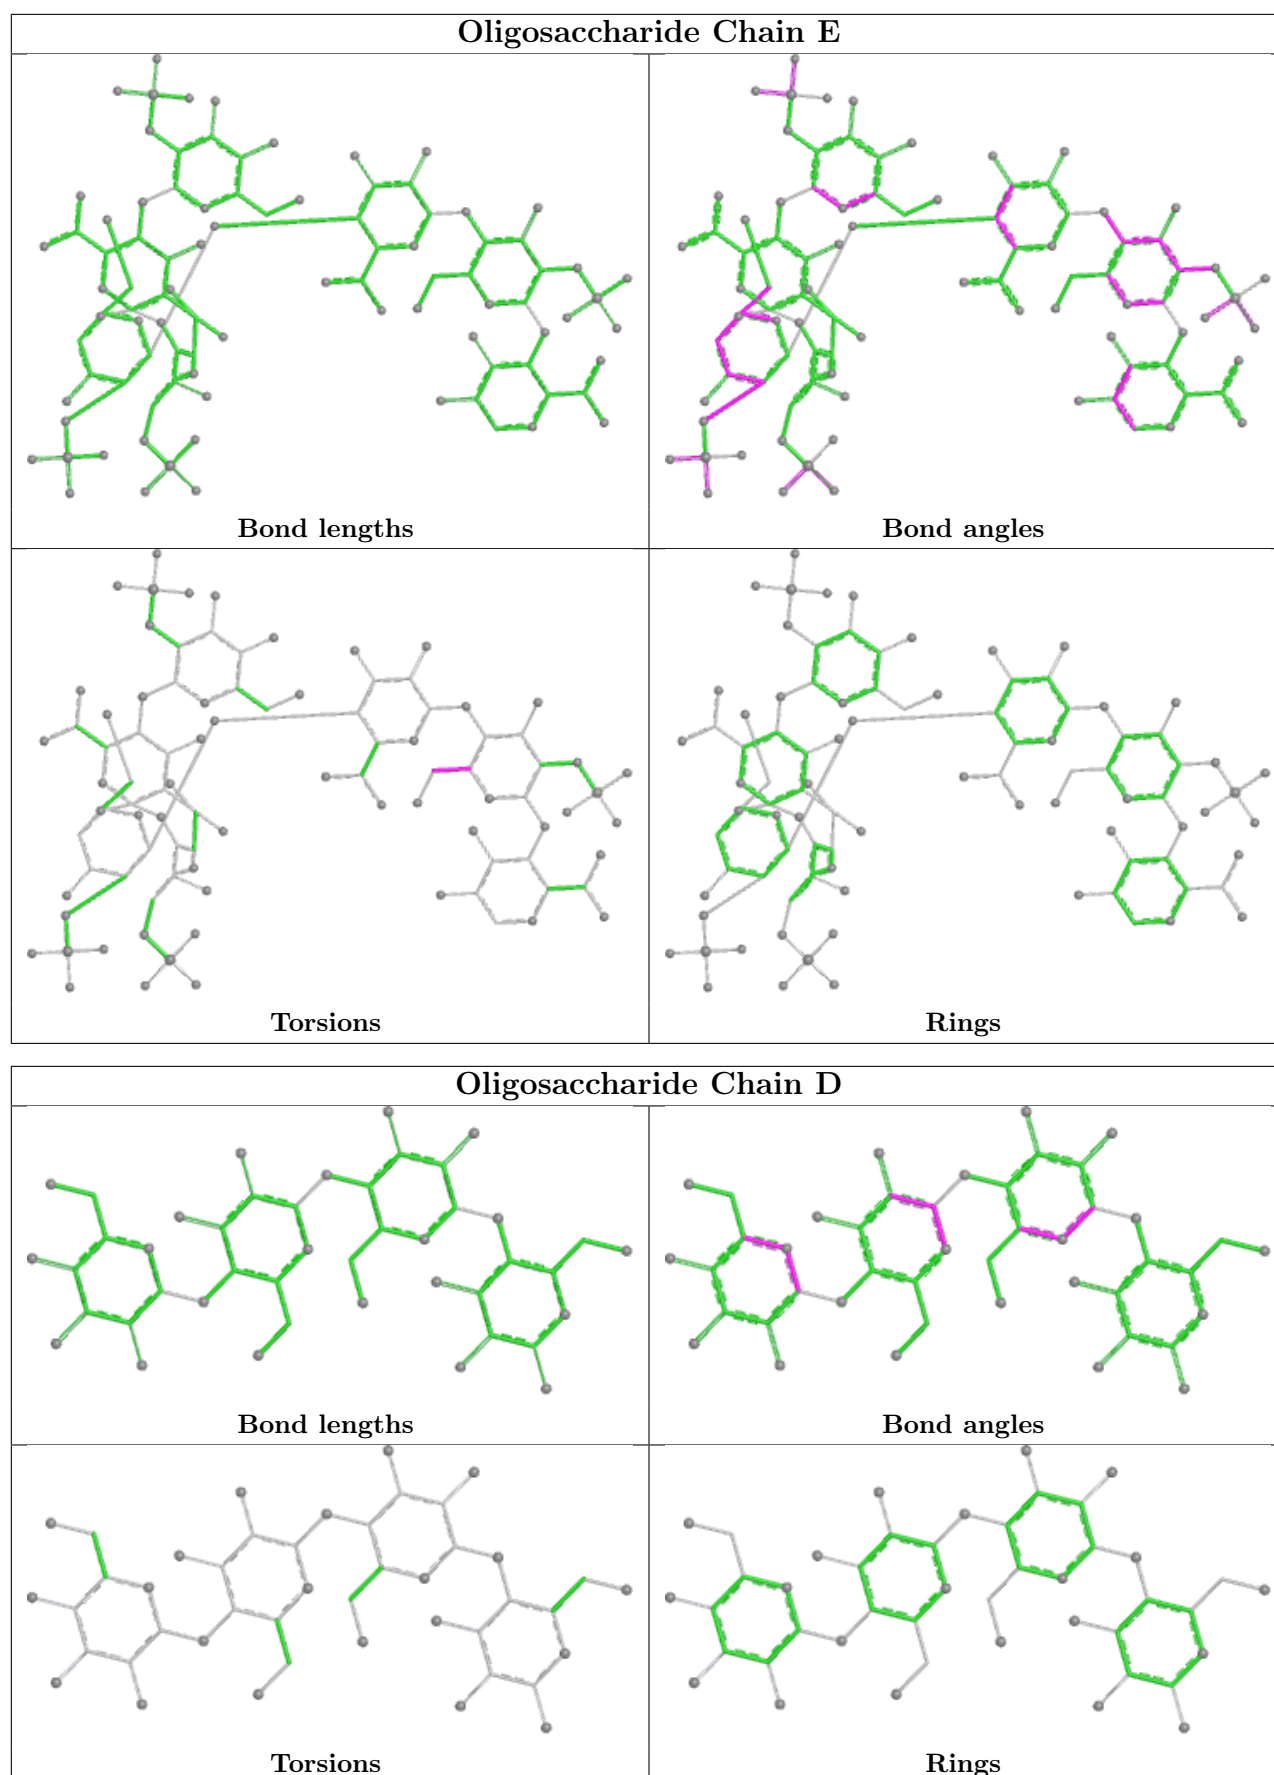 Oligosaccharide Chain E
Bond lengths
Bond angles
Torsions
Rings
Oligosaccharide Chain D
Bond lengths
Bond angles
Torsions
Rings